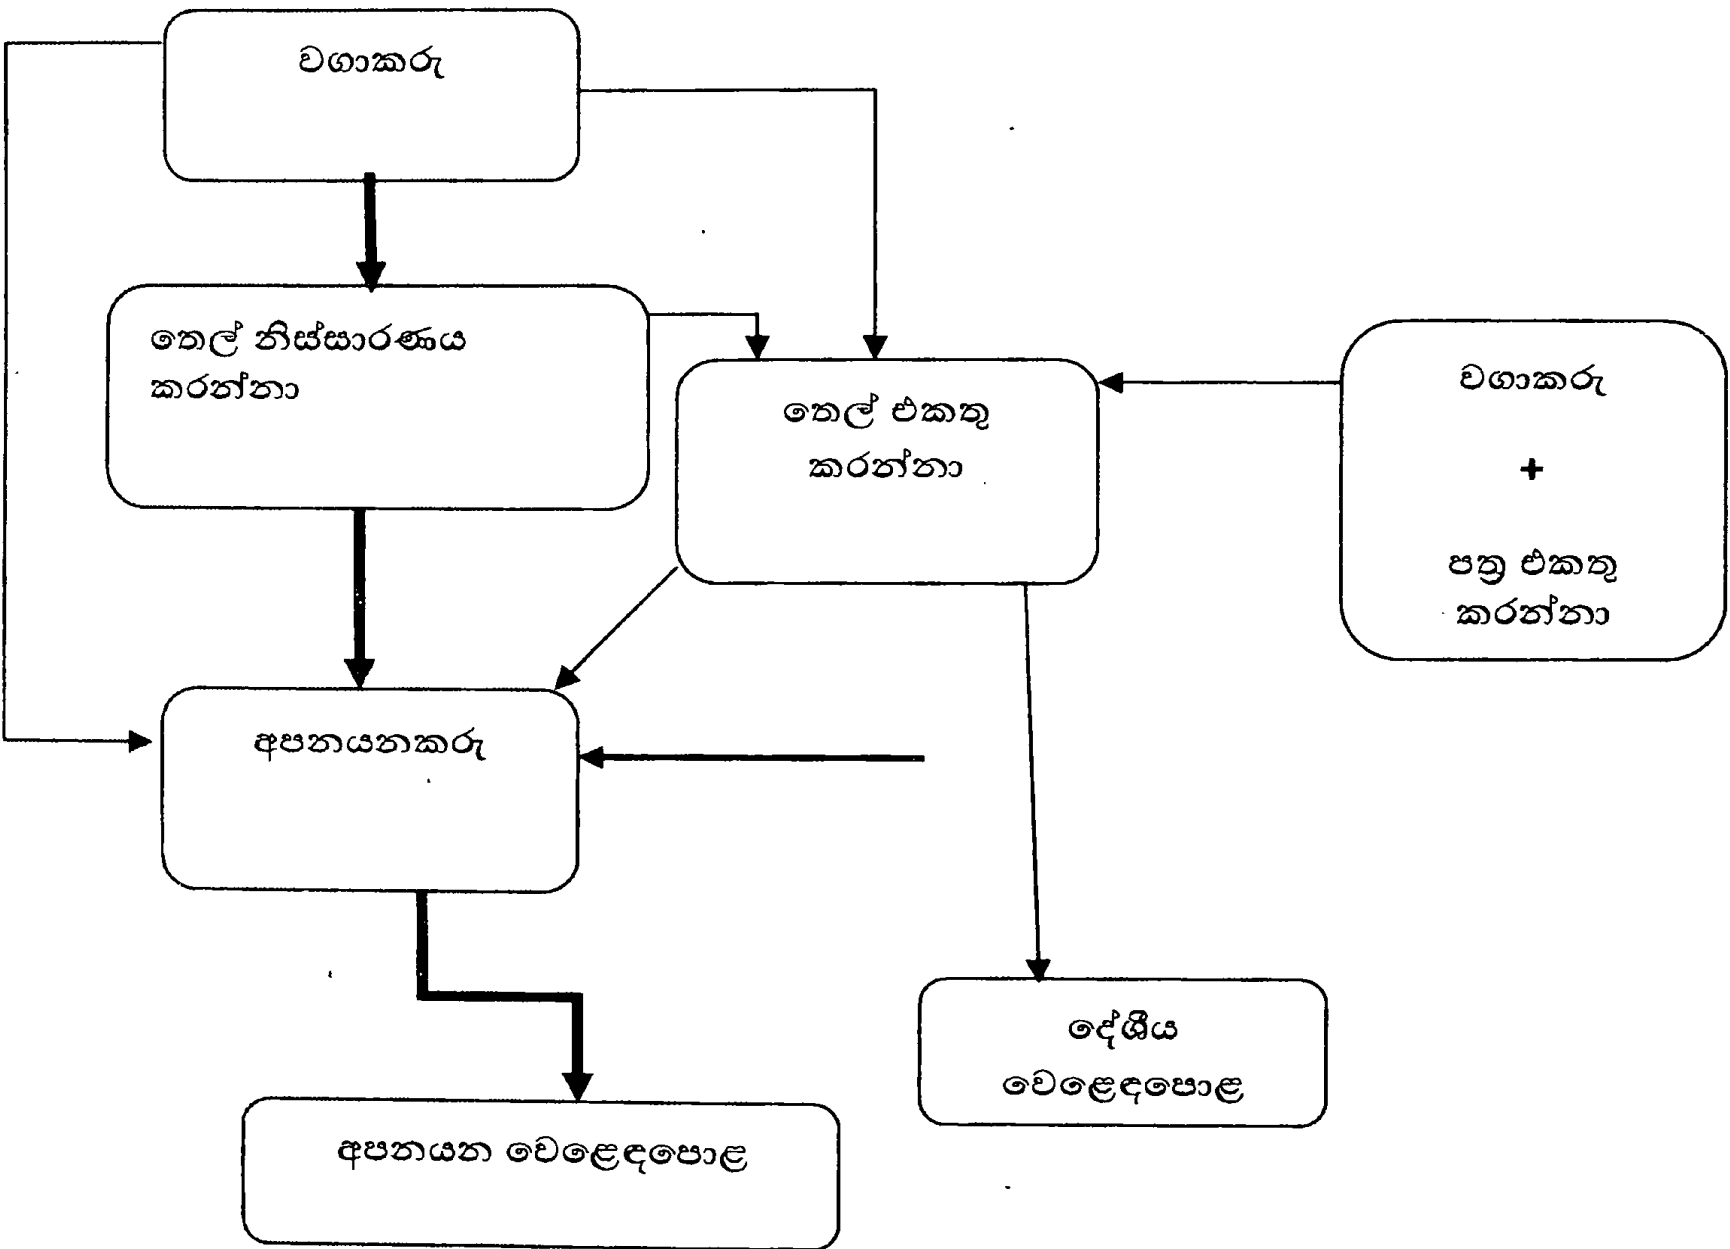 වගාකරු
තෙල් නිස්සාරණය
කරන්නා
තෙල් එකතු
කරන්නා
වගාකරු
+
පත්‍ර එකතු
කරන්නා
අපනයනකරු
දේශීය
වෙළෙඳපොළ
අපනයන වෙළෙඳපොළ